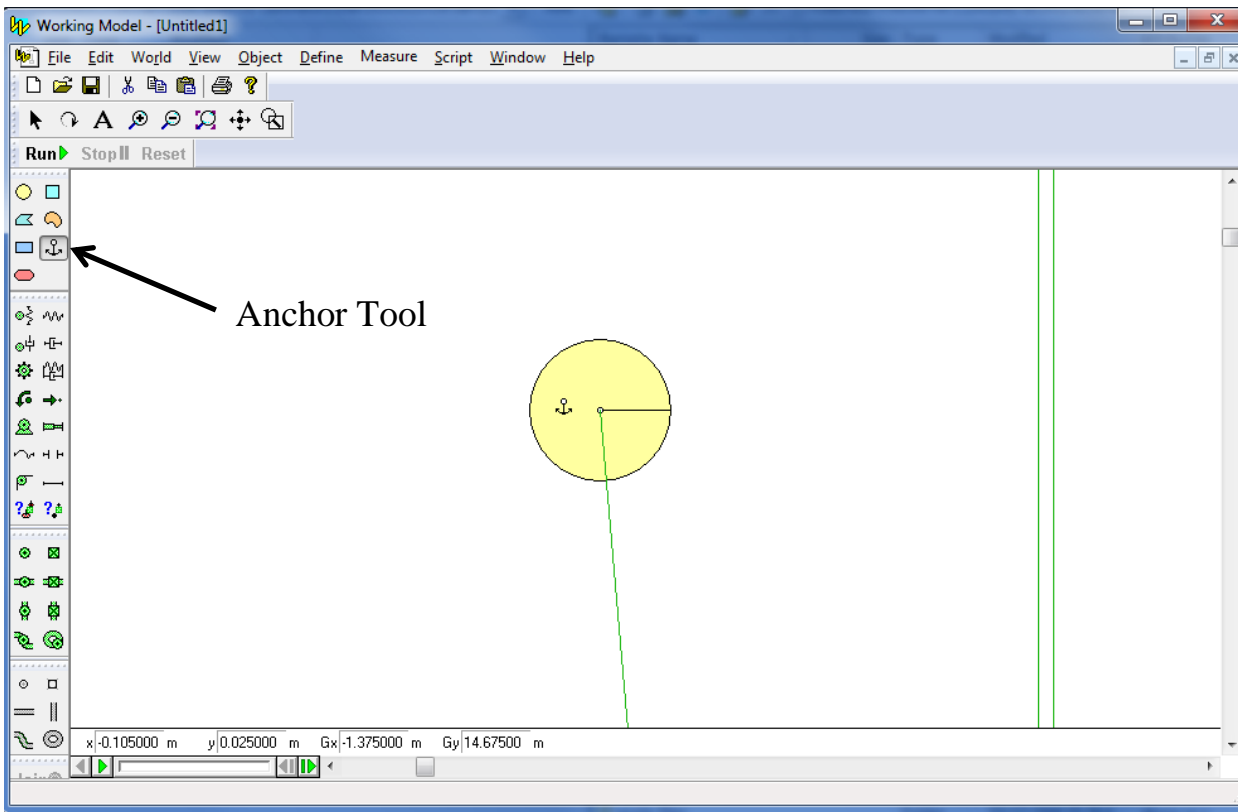 Working Model - [Untitled1]
File Edit World View Object Define Measure Script Window Help
A
Run Stop Reset
Anchor Tool
x -0.105000 m y 0.025000 m Gx -1.375000 m Gy 14.67500 m